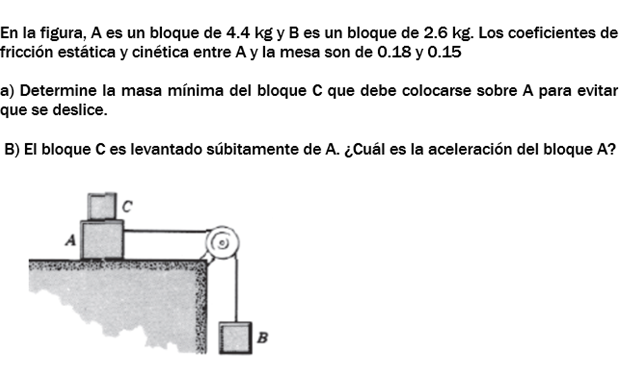 En la figura, A es un bloque de 4.4 kg y B es un bloque de 2.6 kg. Los coeficientes de
fricción estática y cinética entre A y la mesa son de 0.18 y 0.15
a) Determine la masa mínima del bloque C que debe colocarse sobre A para evitar
que se deslice.
B) El bloque C es levantado súbitamente de A. ¿Cuál es la aceleración del bloque A?
C
A
B